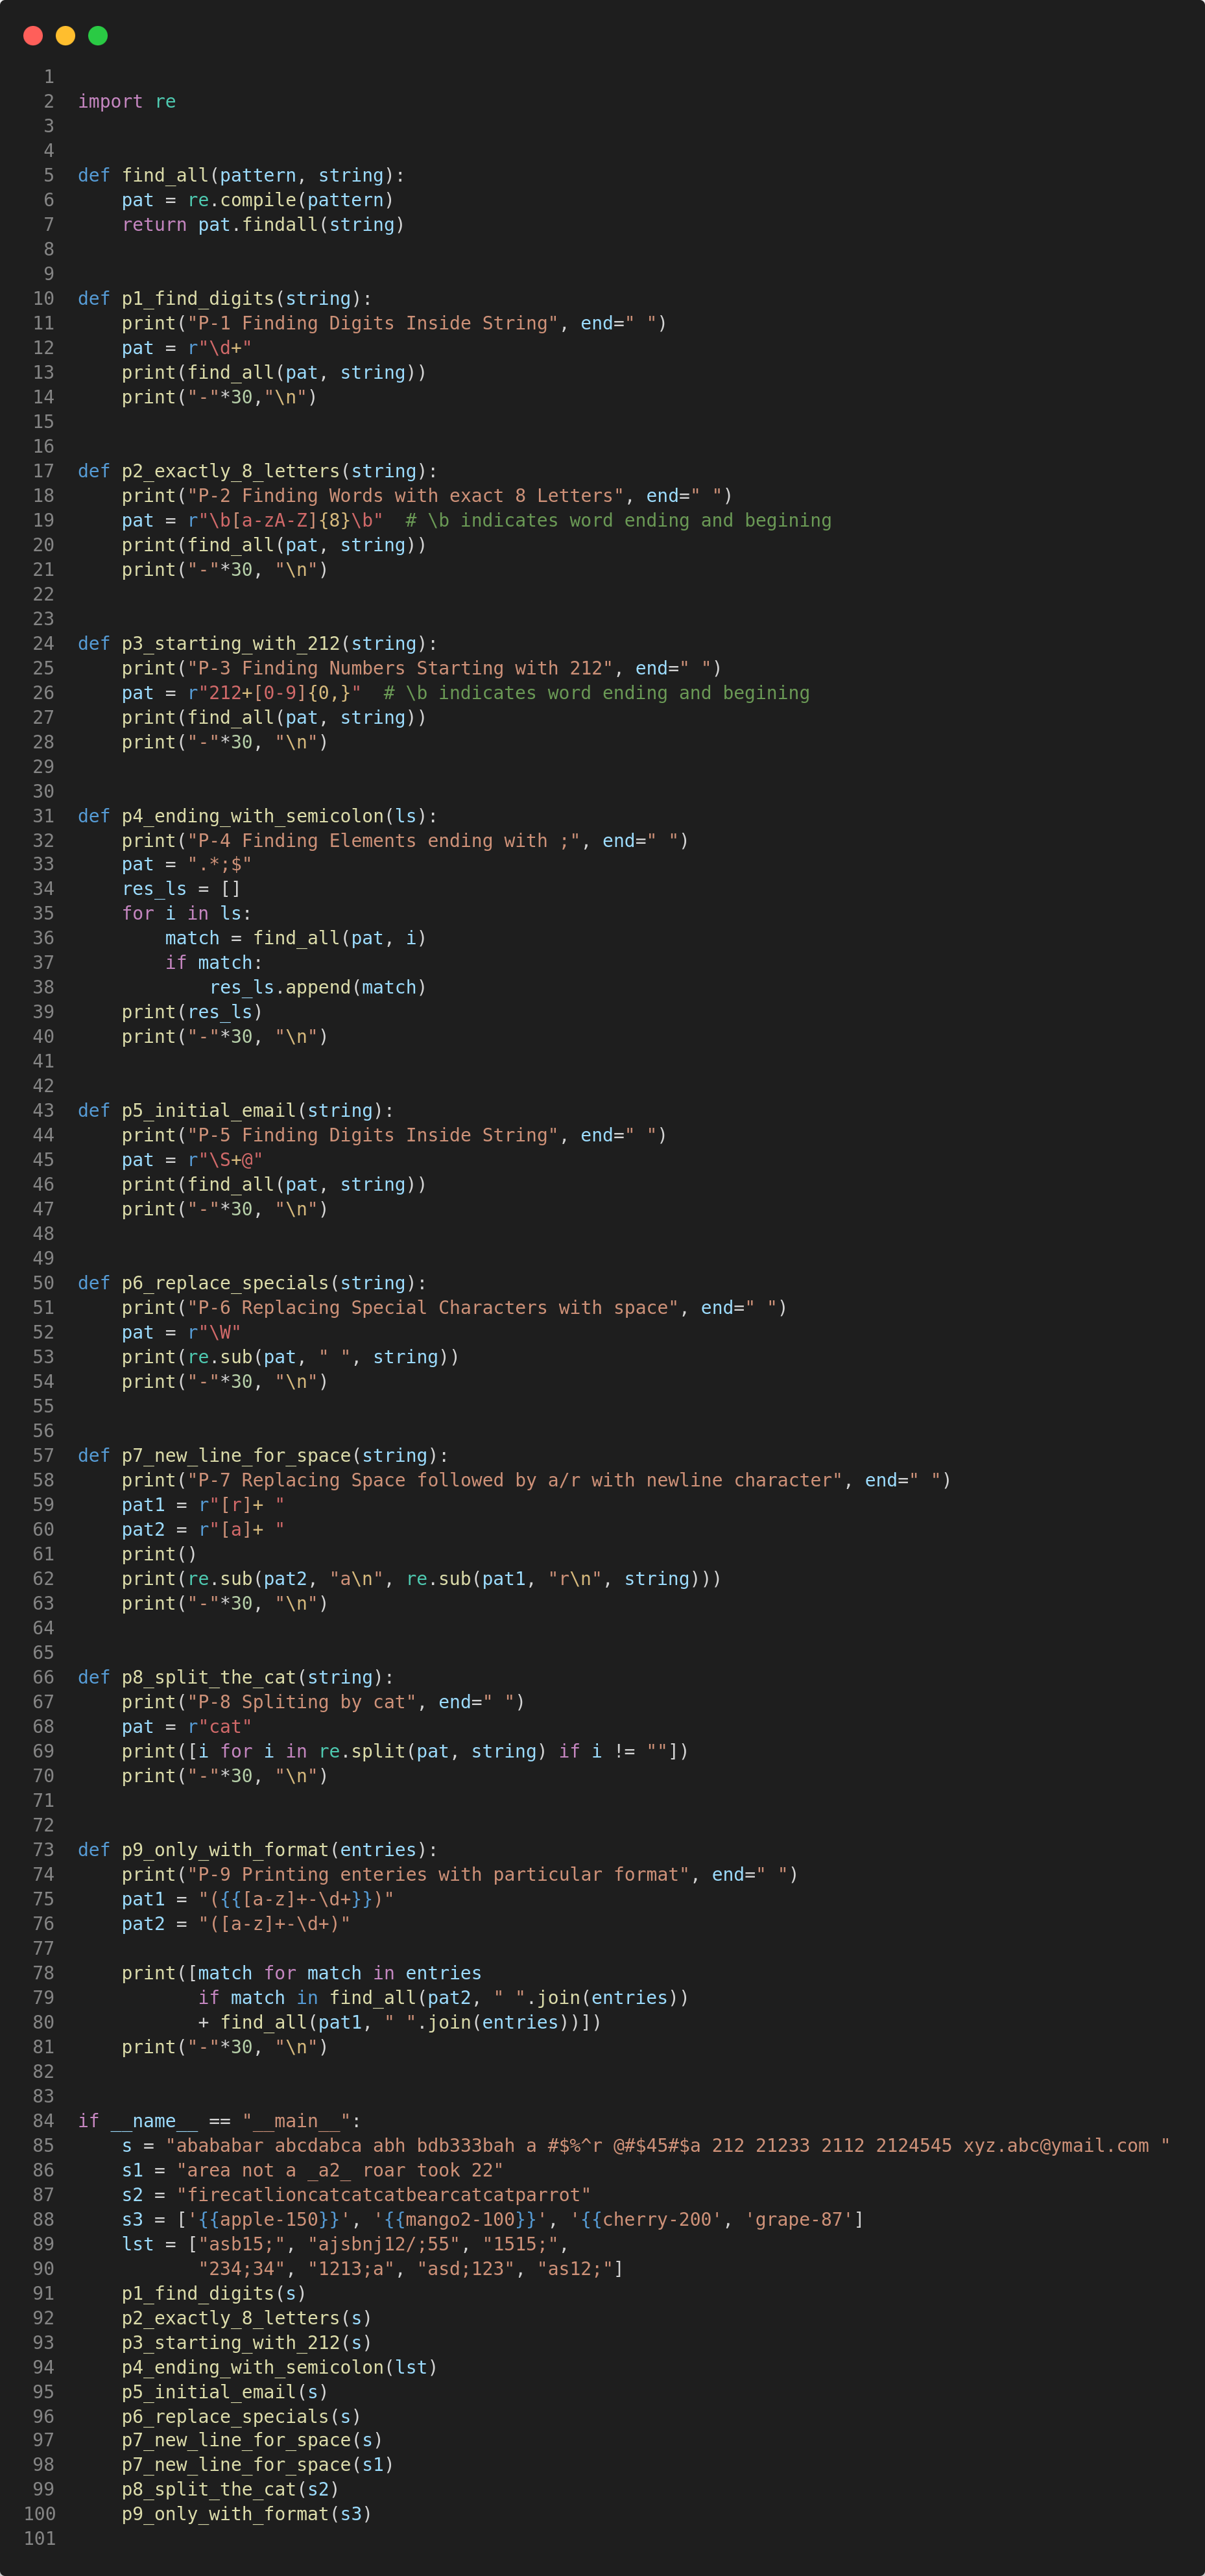 1
2 import re
3
4
5 def find_all(pattern, string):
6     pat = re.compile(pattern)
7     return pat.findall(string)
8
9
10 def p1_find_digits(string):
11     print("P-1 Finding Digits Inside String", end=" ")
12     pat = r"\d+"
13     print(find_all(pat, string))
14     print("-"*30,"\n")
15
16
17 def p2_exactly_8_letters(string):
18     print("P-2 Finding Words with exact 8 Letters", end=" ")
19     pat = r"\b[a-zA-Z]{8}\b"  # \b indicates word ending and begining
20     print(find_all(pat, string))
21     print("-"*30, "\n")
22
23
24 def p3_starting_with_212(string):
25     print("P-3 Finding Numbers Starting with 212", end=" ")
26     pat = r"212+[0-9]{0,}"  # \b indicates word ending and begining
27     print(find_all(pat, string))
28     print("-"*30, "\n")
29
30
31 def p4_ending_with_semicolon(ls):
32     print("P-4 Finding Elements ending with ;", end=" ")
33     pat = ".*;$"
34     res_ls = []
35     for i in ls:
36         match = find_all(pat, i)
37         if match:
38             res_ls.append(match)
39     print(res_ls)
40     print("-"*30, "\n")
41
42
43 def p5_initial_email(string):
44     print("P-5 Finding Digits Inside String", end=" ")
45     pat = r"\S+@"
46     print(find_all(pat, string))
47     print("-"*30, "\n")
48
49
50 def p6_replace_specials(string):
51     print("P-6 Replacing Special Characters with space", end=" ")
52     pat = r"\W"
53     print(re.sub(pat, " ", string))
54     print("-"*30, "\n")
55
56
57 def p7_new_line_for_space(string):
58     print("P-7 Replacing Space followed by a/r with newline character", end=" ")
59     pat1 = r"[r]+ "
60     pat2 = r"[a]+ "
61     print()
62     print(re.sub(pat2, "a\n", re.sub(pat1, "r\n", string)))
63     print("-"*30, "\n")
64
65
66 def p8_split_the_cat(string):
67     print("P-8 Spliting by cat", end=" ")
68     pat = r"cat"
69     print([i for i in re.split(pat, string) if i != ""])
70     print("-"*30, "\n")
71
72
73 def p9_only_with_format(entries):
74     print("P-9 Printing enteries with particular format", end=" ")
75     pat1 = "({{[a-z]+-\d+}})"
76     pat2 = "([a-z]+-\d+)"
77
78     print([match for match in entries
79            if match in find_all(pat2, " ".join(entries))
80            + find_all(pat1, " ".join(entries))])
81     print("-"*30, "\n")
82
83
84 if __name__ == "__main__":
85     s = "abababar abcdabca abh bdb333bah a #$%^r @#$45#$a 212 21233 2112 2124545 xyz.abc@ymail.com "
86     s1 = "area not a _a2_ roar took 22"
87     s2 = "firecatlioncatcatcatbearcatcatparrot"
88     s3 = ['{{apple-150}}', '{{mango2-100}}', '{{cherry-200', 'grape-87']
89     lst = ["asb15;", "ajsbnj12/;55", "1515;",
90            "234;34", "1213;a", "asd;123", "as12;"]
91     p1_find_digits(s)
92     p2_exactly_8_letters(s)
93     p3_starting_with_212(s)
94     p4_ending_with_semicolon(lst)
95     p5_initial_email(s)
96     p6_replace_specials(s)
97     p7_new_line_for_space(s)
98     p7_new_line_for_space(s1)
99     p8_split_the_cat(s2)
100     p9_only_with_format(s3)
101